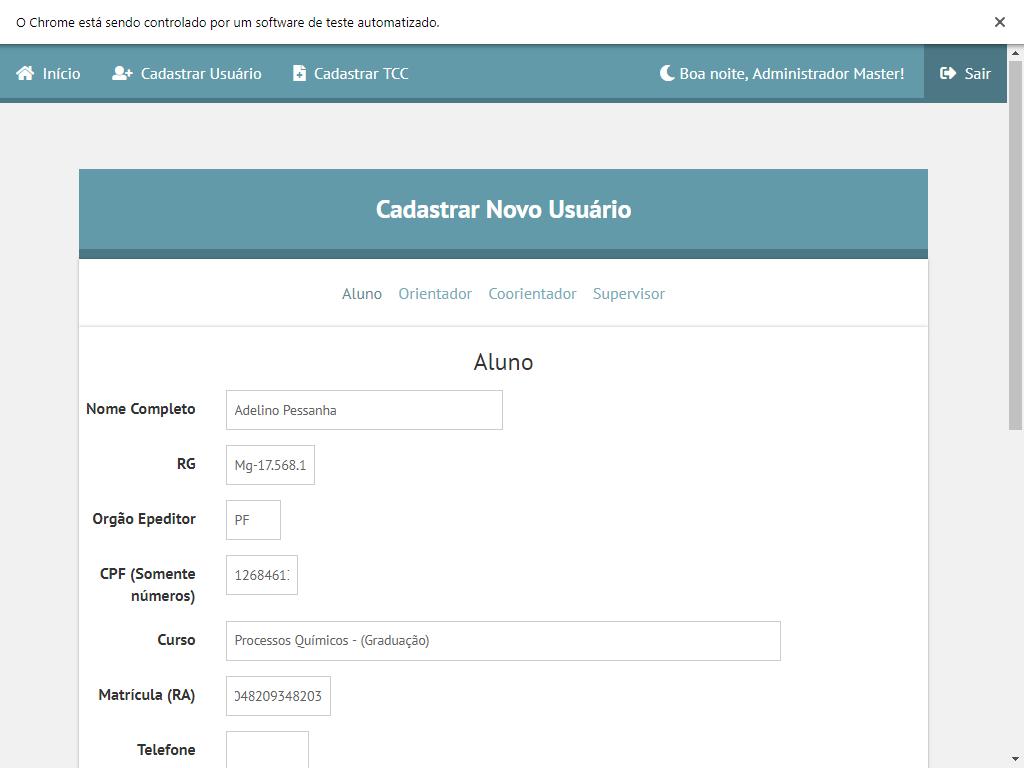 O Chrome está sendo controlado por um software de teste automatizado.
Início Cadastrar Usuário Cadastrar TCC Boa noite, Administrador Master! Sair
Cadastrar Novo Usuário
Aluno Orientador Coorientador Supervisor
Aluno
Nome Completo Adelino Pessanha
RG Mg-17.568.1
Orgão Epeditor PF
CPF (Somente números) 1268461
Curso Processos Químicos - (Graduação)
Matrícula (RA) 048209348203
Telefone